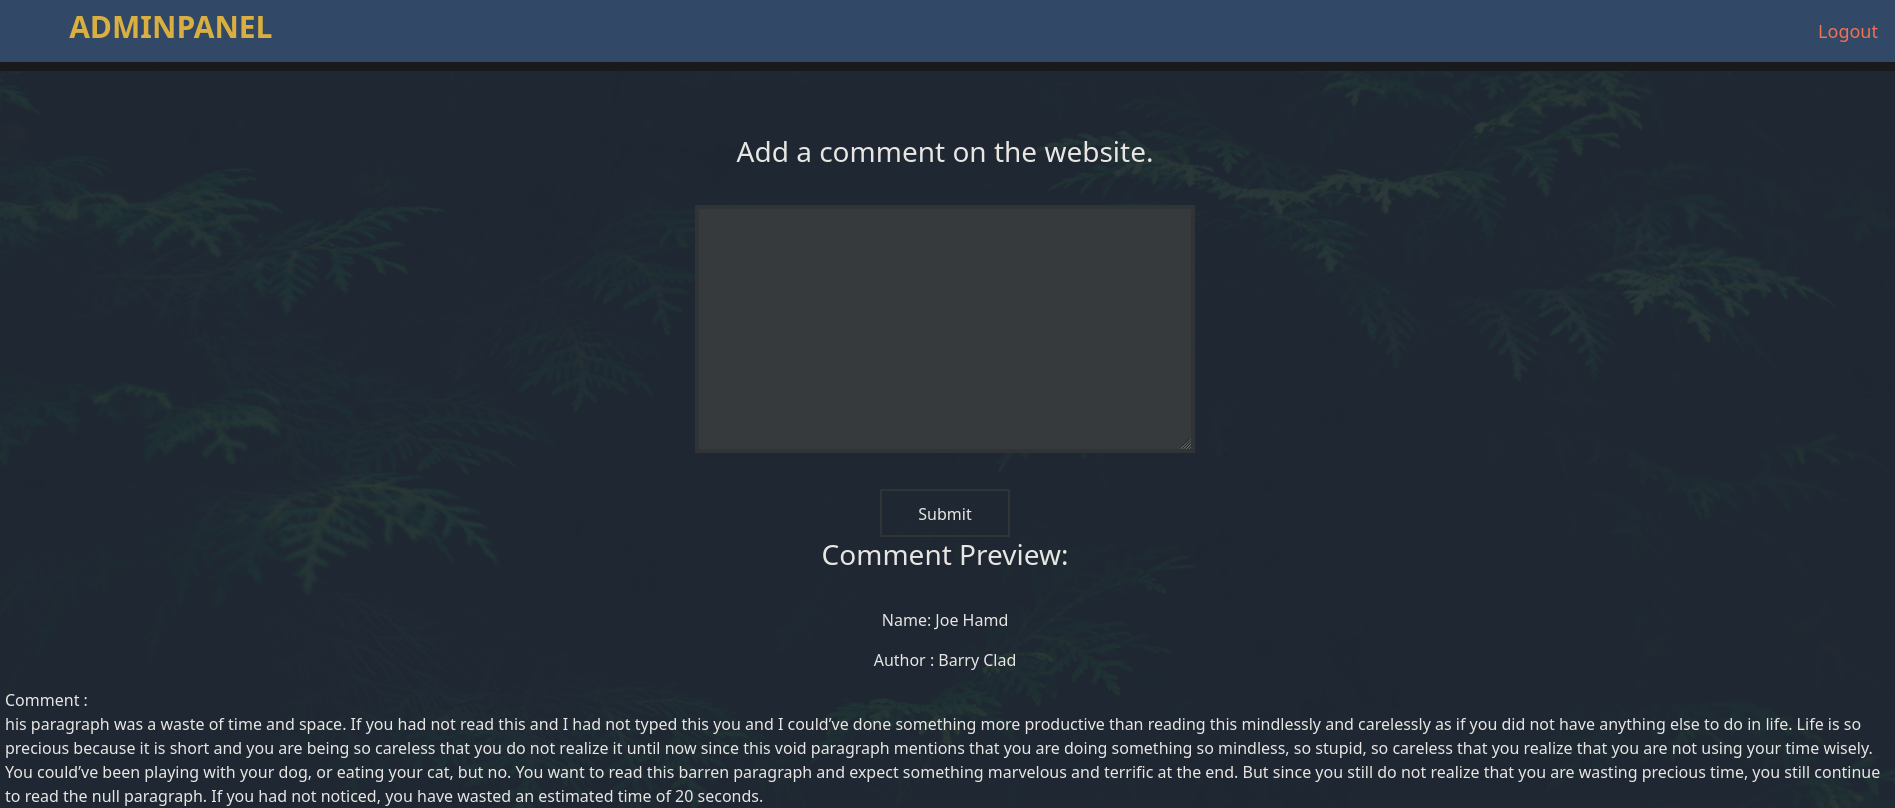 ADMINPANEL
Logout
Add a comment on the website.
Submit
Comment Preview:
Name: Joe Hamd
Author : Barry Clad
Comment :
his paragraph was a waste of time and space. If you had not read this and I had not typed this you and I could’ve done something more productive than reading this mindlessly and carelessly as if you did not have anything else to do in life. Life is so
precious because it is short and you are being so careless that you do not realize it until now since this void paragraph mentions that you are doing something so mindless, so stupid, so careless that you realize that you are not using your time wisely.
You could’ve been playing with your dog, or eating your cat, but no. You want to read this barren paragraph and expect something marvelous and terrific at the end. But since you still do not realize that you are wasting precious time, you still continue
to read the null paragraph. If you had not noticed, you have wasted an estimated time of 20 seconds.